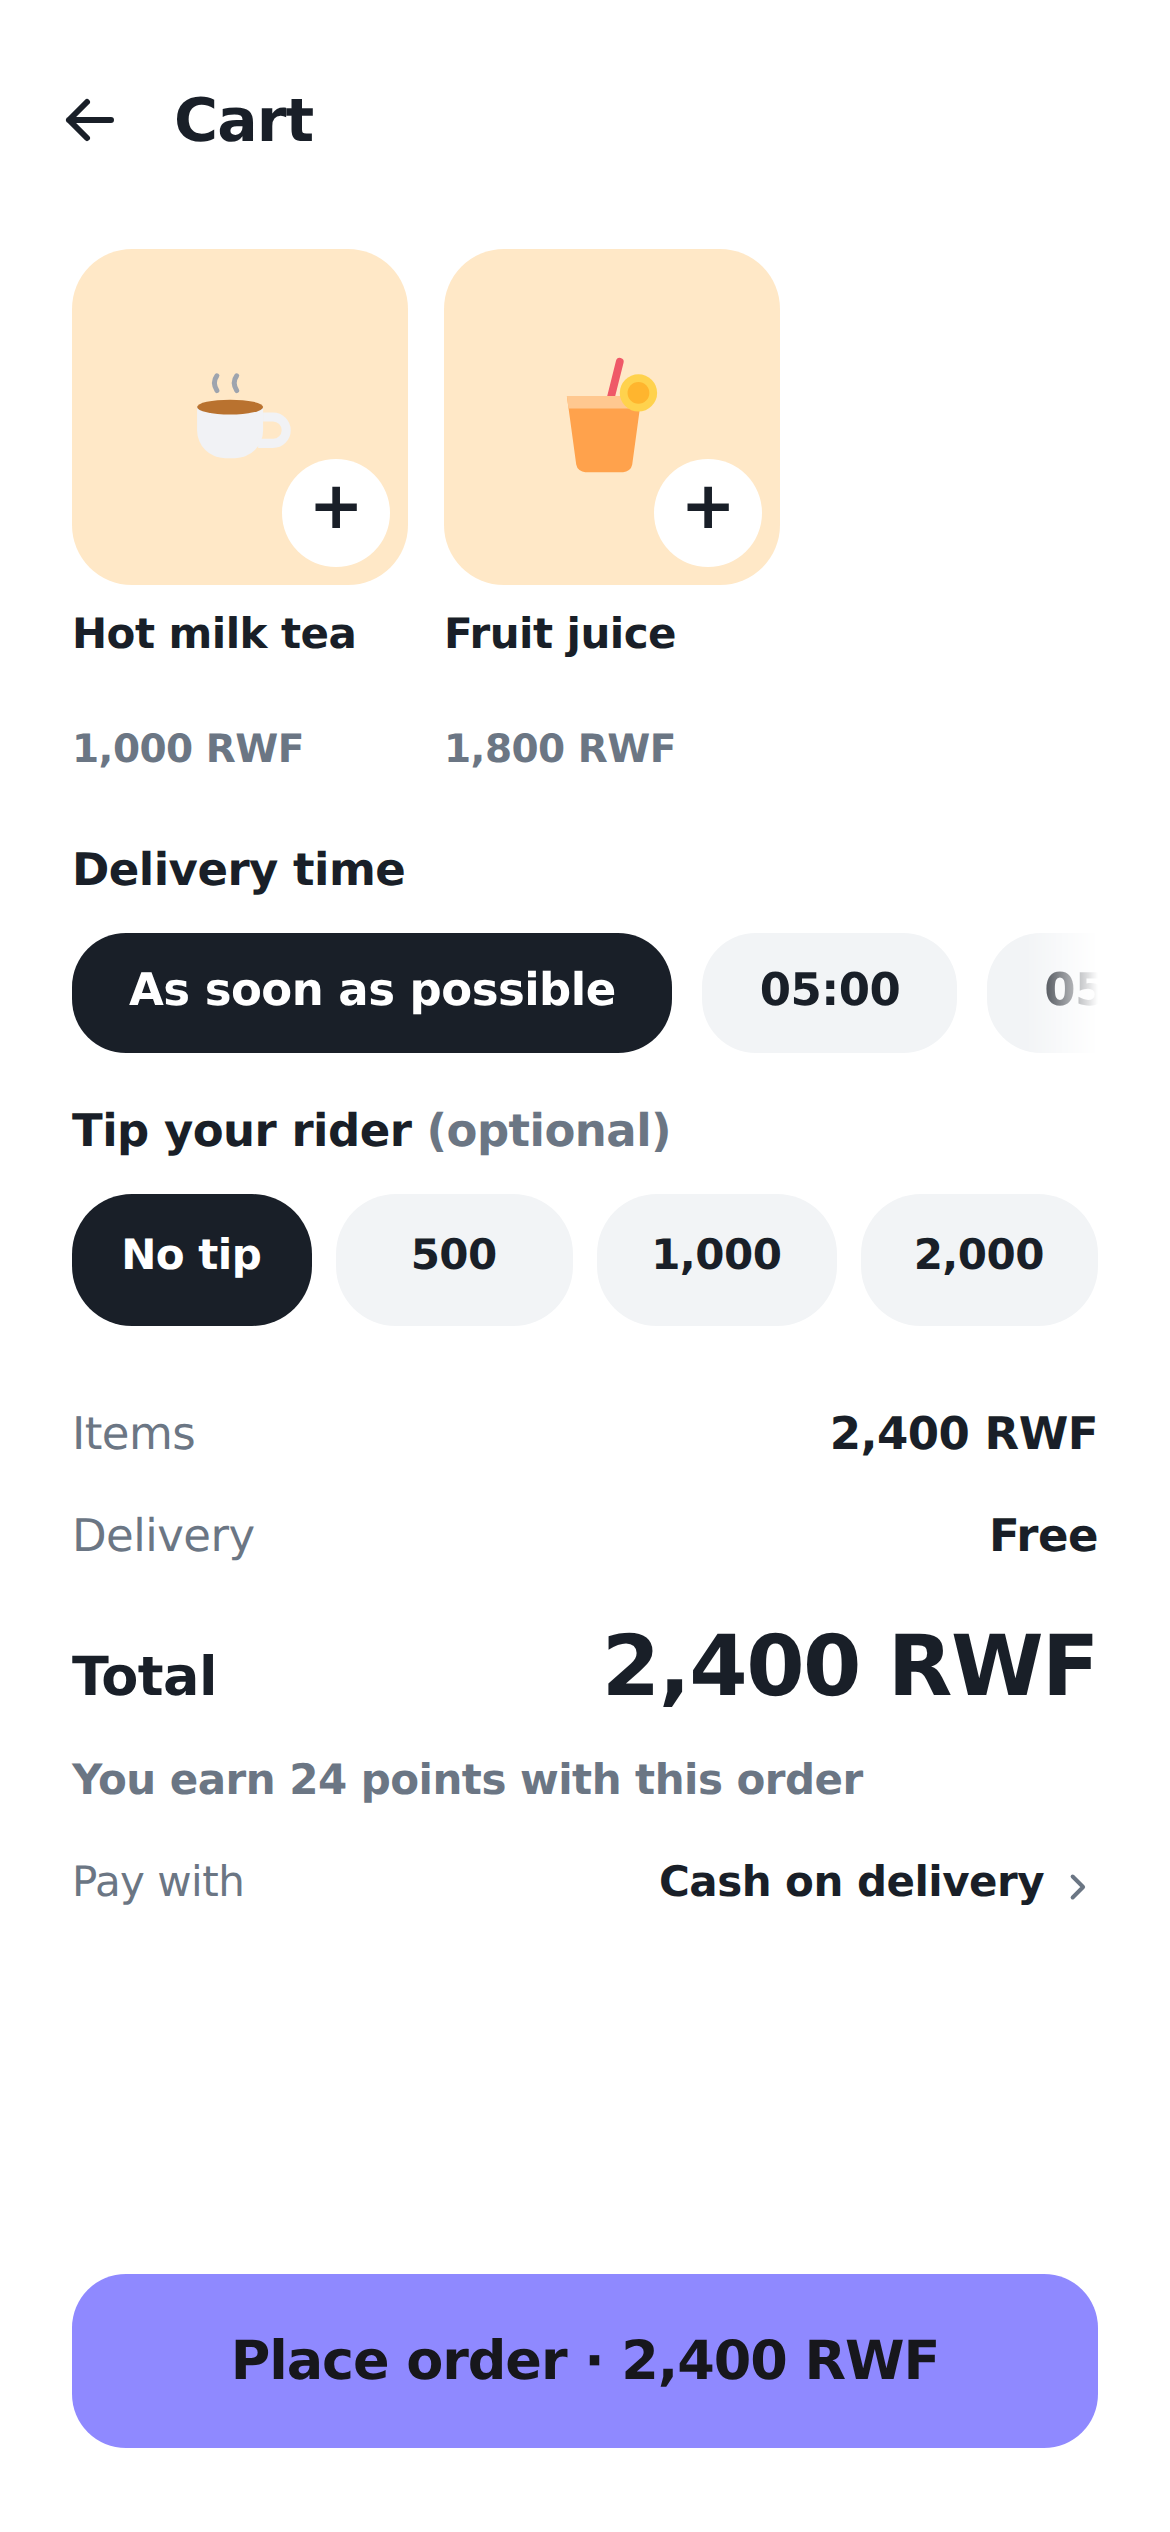 Cart
+ +
Hot milk tea Fruit juice
1,000 RWF 1,800 RWF
Delivery time
As soon as possible 05:00
Tip your rider (optional)
No tip 500 1,000 2,000
Items 2,400 RWF
Delivery Free
Total 2,400 RWF
You earn 24 points with this order
Pay with Cash on delivery
Place order · 2,400 RWF